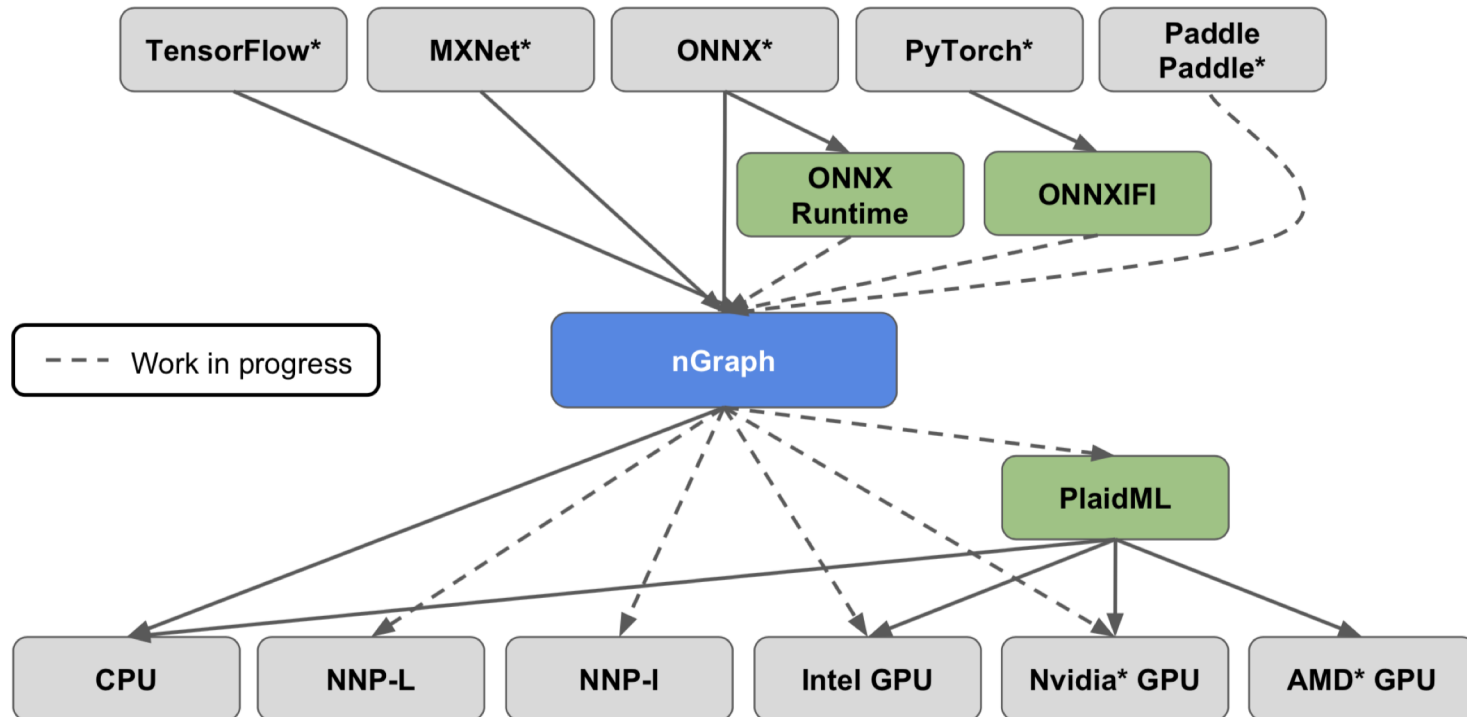 TensorFlow*
MXNet*
ONNX*
PyTorch*
Paddle
Paddle*
ONNX
Runtime
ONNXIFI
Work in progress
nGraph
PlaidML
CPU
NNP-L
NNP-I
Intel GPU
Nvidia* GPU
AMD* GPU